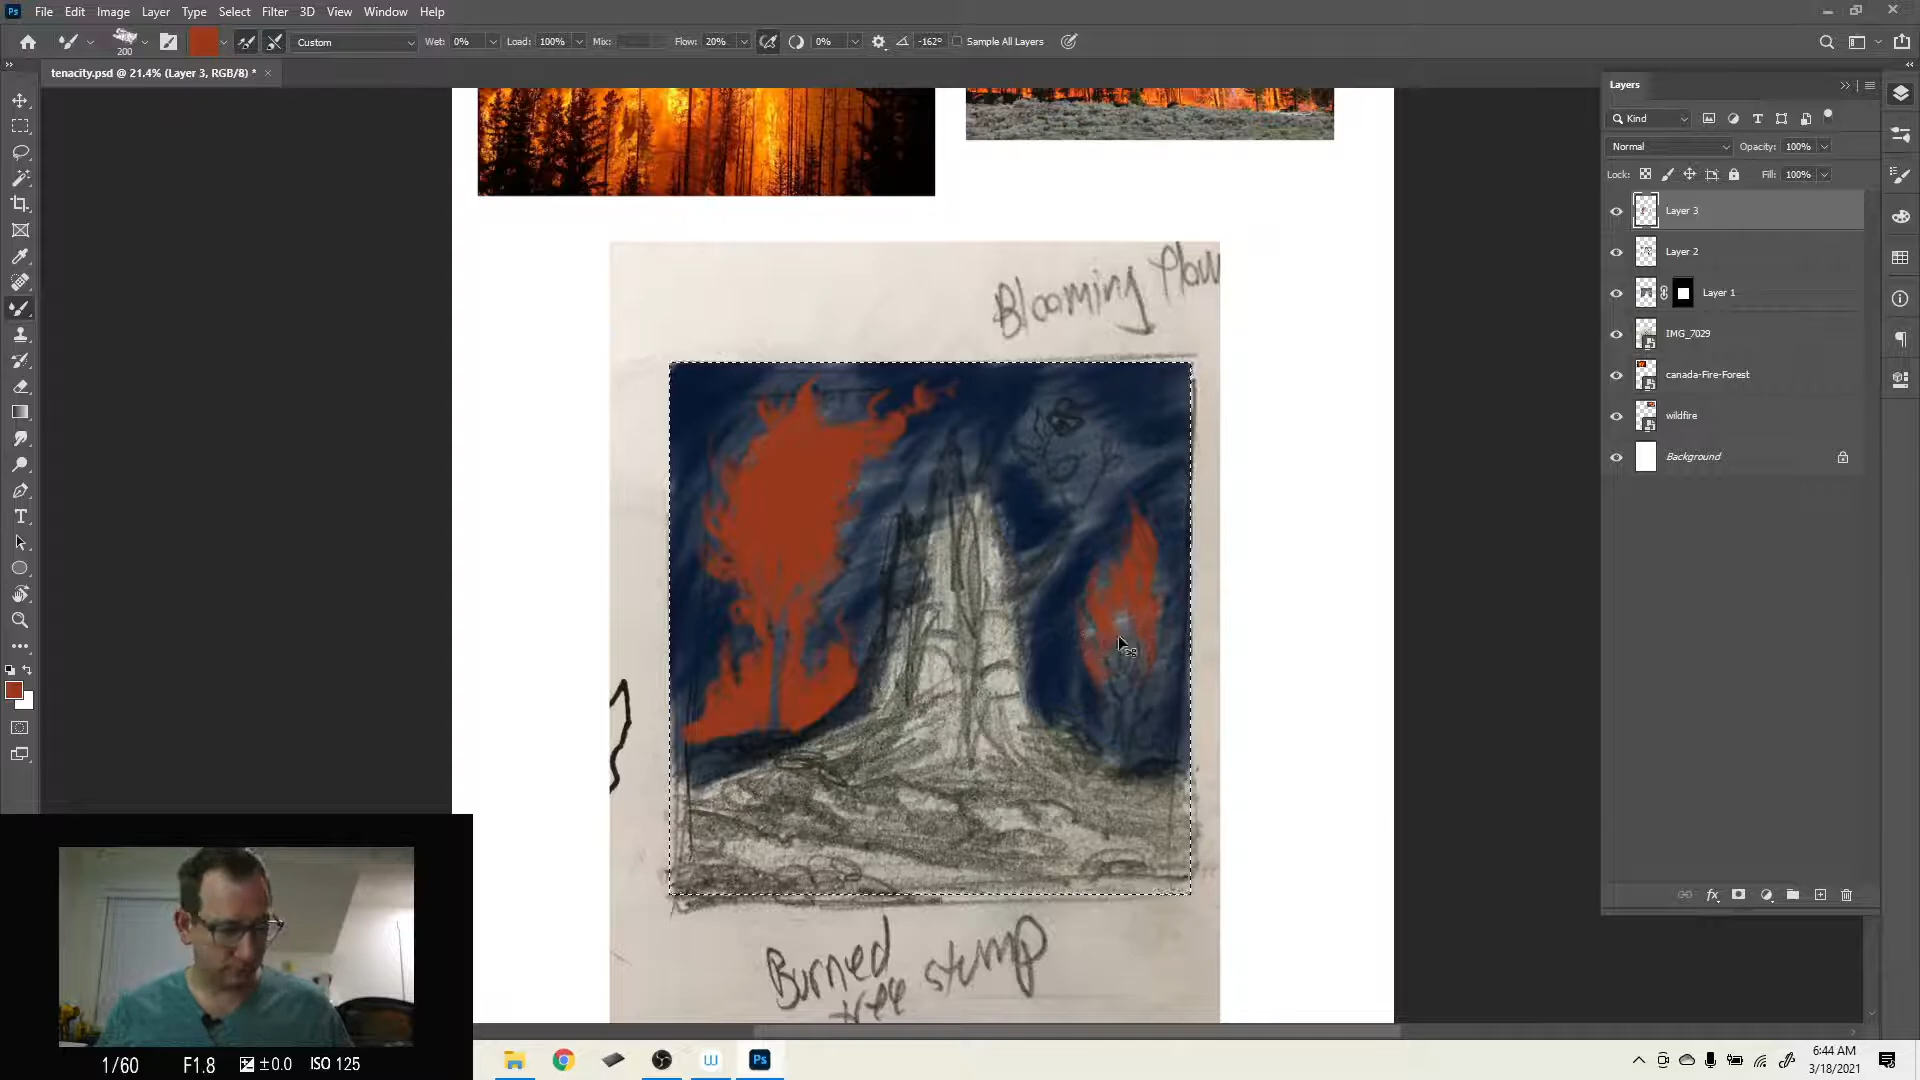 Ps File Edit Image Layer Type Select Filter 3D View Window Help
200 Custom Wet: 0% Load: 100% Mix: Flow: 20% 0% -162° Sample All Layers
tenacity.psd @ 21.4% (Layer 3, RGB/8) * ×
Layers
Kind
Normal Opacity: 100%
Lock: Fill: 100%
Layer 3
Layer 2
Layer 1
IMG_7029
canada-Fire-Forest
wildfire
Background
Blooming
Burned
tree stump
1/60 F1.8 ±0.0 ISO 125
Ps
6:44 AM
3/18/2021